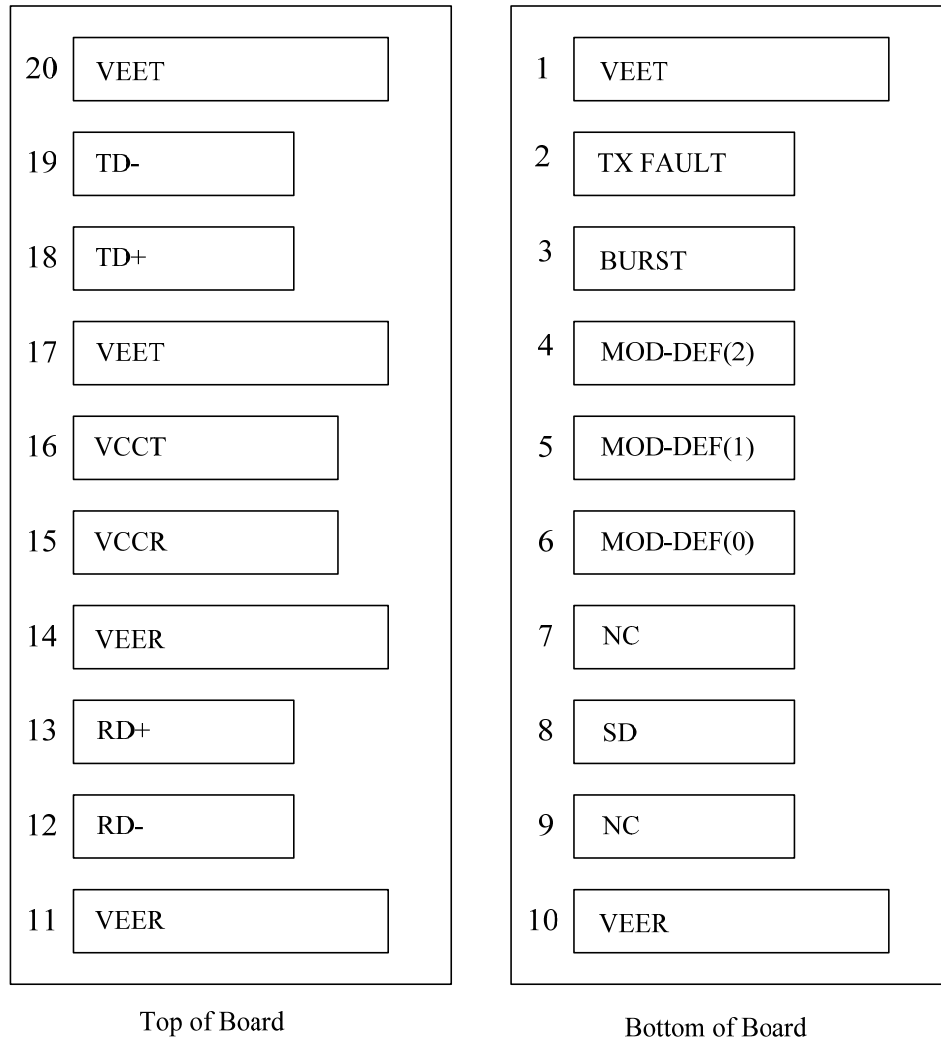 20 VEET
19 TD-
18 TD+
17 VEET
16 VCCT
15 VCCR
14 VEER
13 RD+
12 RD-
11 VEER
Top of Board
1 VEET
2 TX FAULT
3 BURST
4 MOD-DEF(2)
5 MOD-DEF(1)
6 MOD-DEF(0)
7 NC
8 SD
9 NC
10 VEER
Bottom of Board